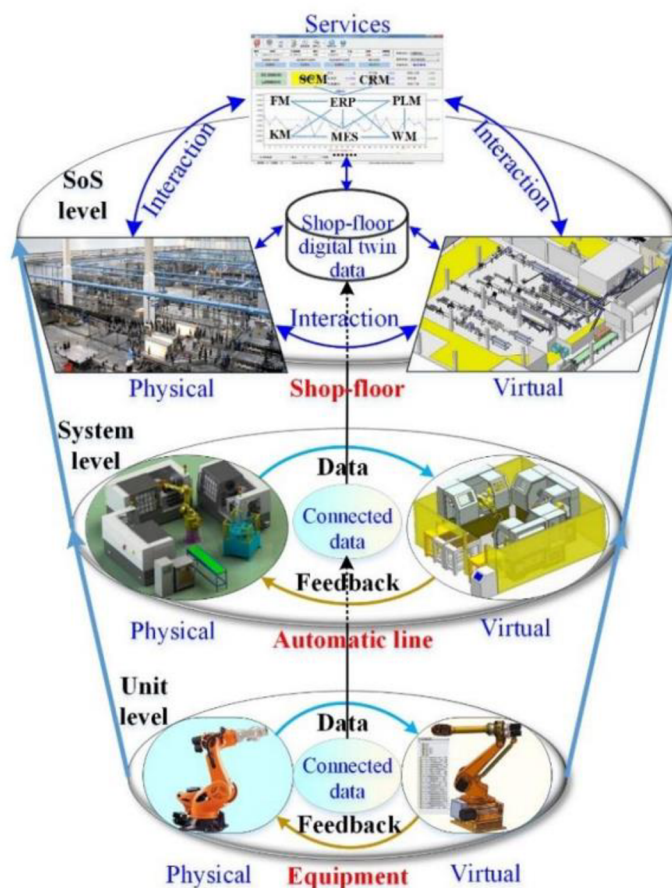 Services
SCM CRM
FM ERP PLM
KM MES WM
Interaction
Interaction
SoS
level
Shop-floor
digital twin
data
Interaction
Physical Shop-floor Virtual
System
level
Data
Connected
data
Feedback
Physical Automatic line Virtual
Unit
level
Data
Connected
data
Feedback
Physical Equipment Virtual